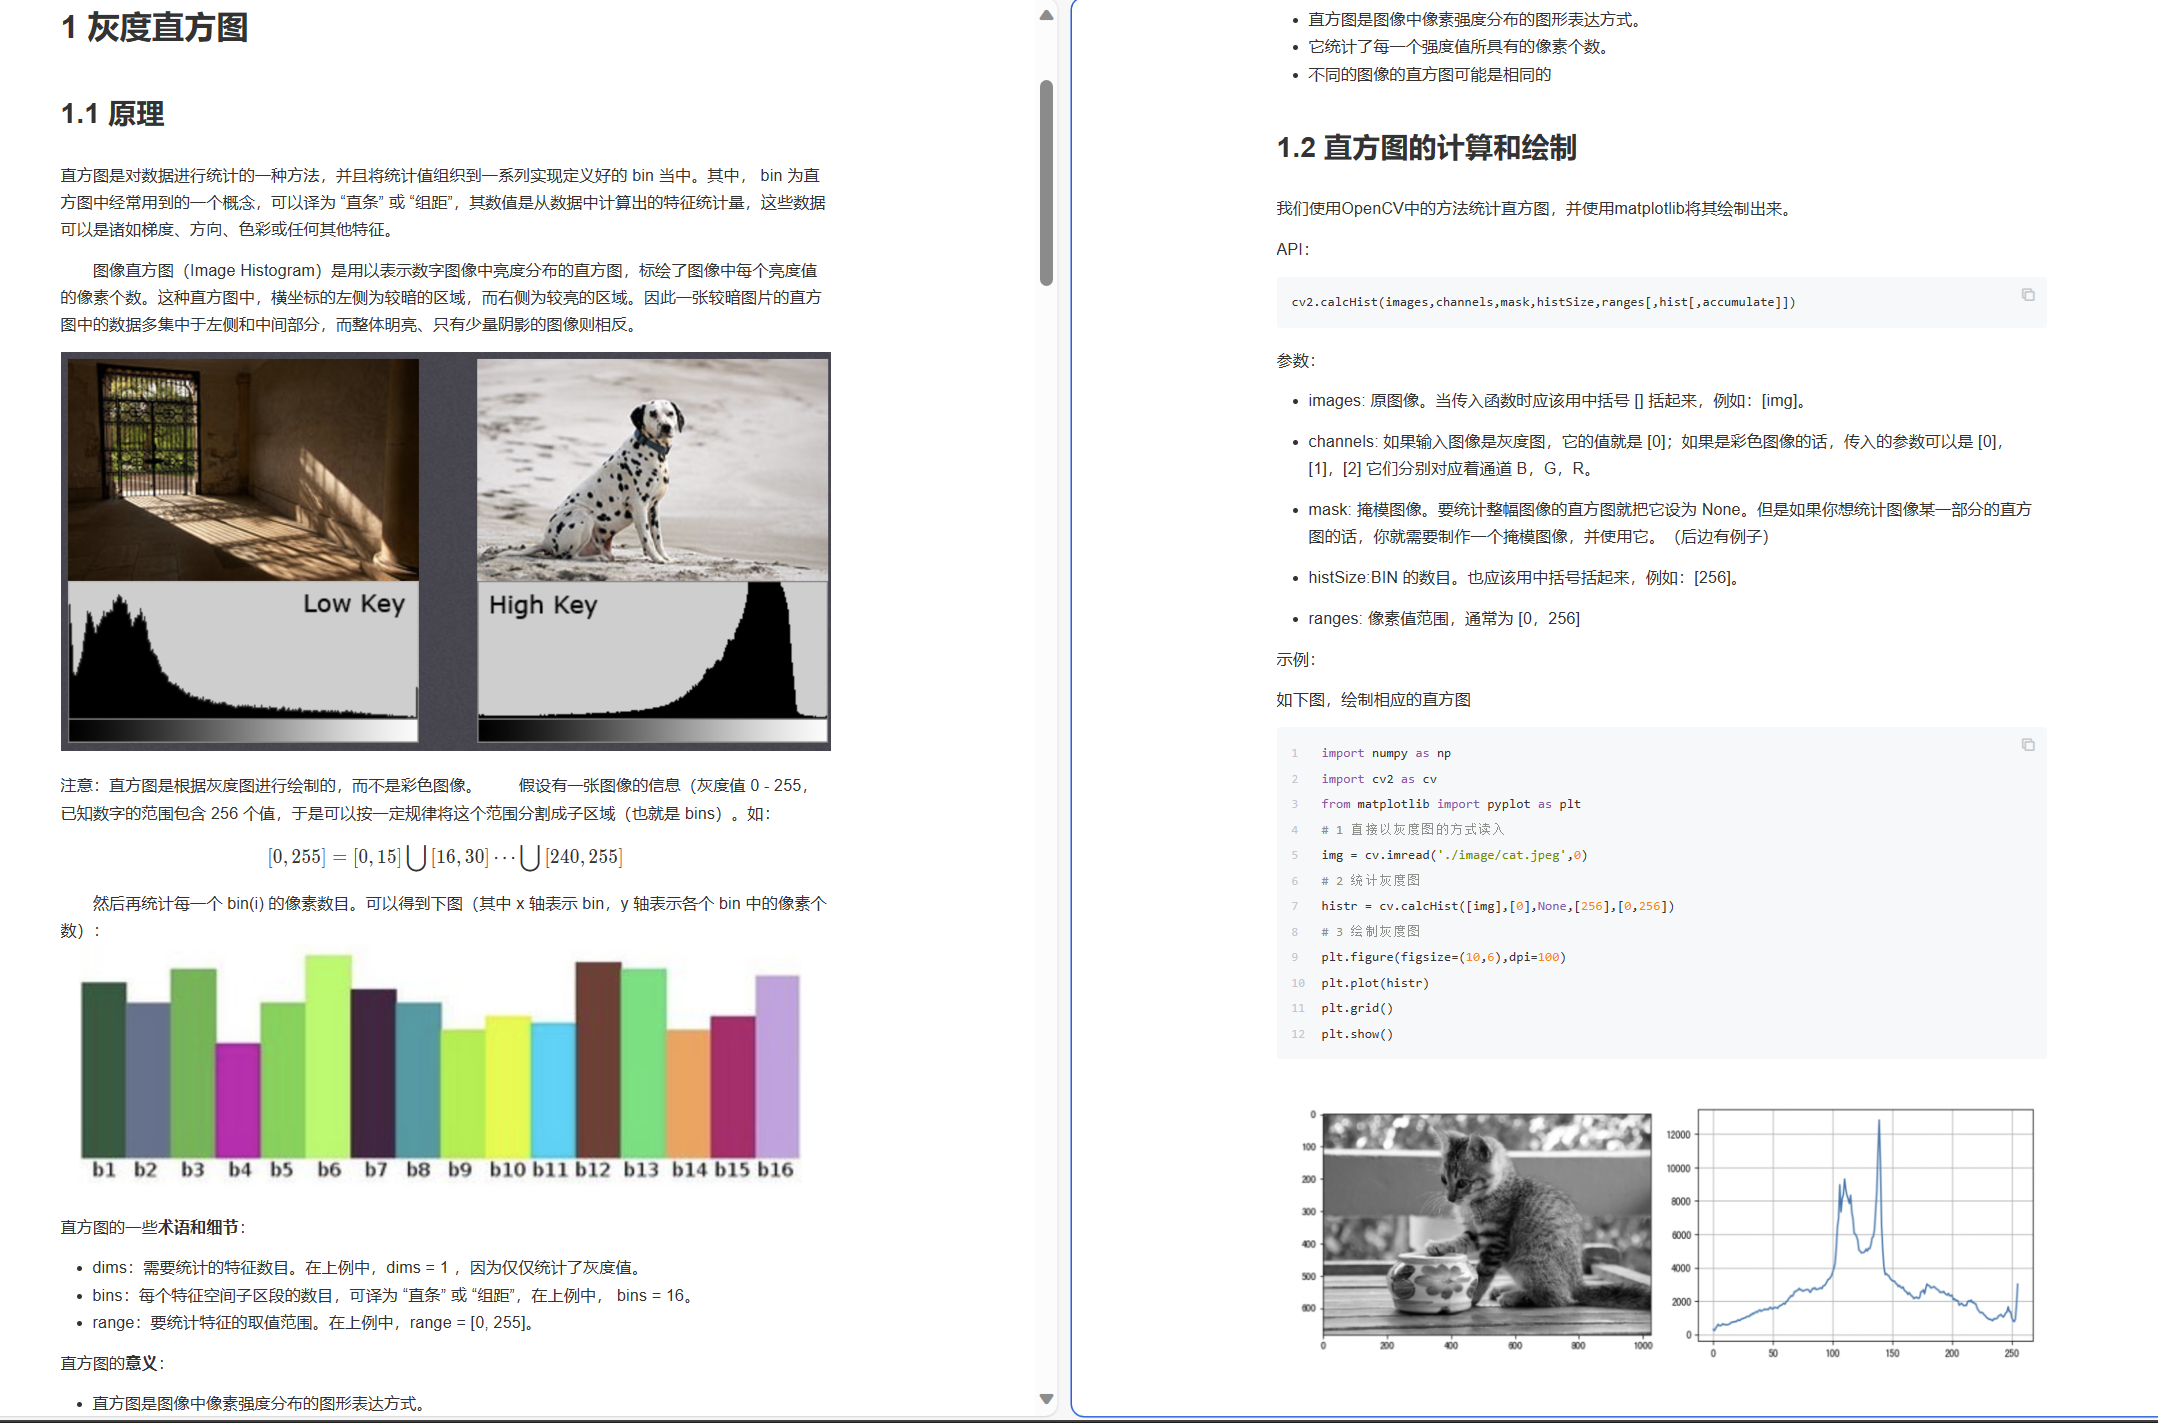 1 灰度直方图
1.1 原理
直方图是对数据进行统计的一种方法，并且将统计值组织到一系列实现定义好的 bin 当中。其中， bin 为直
方图中经常用到的一个概念，可以译为 “直条” 或 “组距”，其数值是从数据中计算出的特征统计量，这些数据
可以是诸如梯度、方向、色彩或任何其他特征。
图像直方图（Image Histogram）是用以表示数字图像中亮度分布的直方图，标绘了图像中每个亮度值
的像素个数。这种直方图中，横坐标的左侧为较暗的区域，而右侧为较亮的区域。因此一张较暗图片的直方
图中的数据多集中于左侧和中间部分，而整体明亮、只有少量阴影的图像则相反。
Low Key
High Key
注意：直方图是根据灰度图进行绘制的，而不是彩色图像。 假设有一张图像的信息（灰度值 0 - 255，
已知数字的范围包含 256 个值，于是可以按一定规律将这个范围分割成子区域（也就是 bins）。如：
[0, 255] = [0, 15] ⋃ [16, 30] ⋯ ⋃ [240, 255]
然后再统计每一个 bin(i) 的像素数目。可以得到下图（其中 x 轴表示 bin，y 轴表示各个 bin 中的像素个
数）：
b1 b2 b3 b4 b5 b6 b7 b8 b9 b10 b11 b12 b13 b14 b15 b16
直方图的一些术语和细节：
• dims：需要统计的特征数目。在上例中，dims = 1 ，因为仅仅统计了灰度值。
• bins：每个特征空间子区段的数目，可译为 “直条” 或 “组距”，在上例中， bins = 16。
• range：要统计特征的取值范围。在上例中，range = [0, 255]。
直方图的意义：
• 直方图是图像中像素强度分布的图形表达方式。
• 直方图是图像中像素强度分布的图形表达方式。
• 它统计了每一个强度值所具有的像素个数。
• 不同的图像的直方图可能是相同的
1.2 直方图的计算和绘制
我们使用OpenCV中的方法统计直方图，并使用matplotlib将其绘制出来。
API：
cv2.calcHist(images,channels,mask,histSize,ranges[,hist[,accumulate]])
参数：
• images: 原图像。当传入函数时应该用中括号 [] 括起来，例如：[img]。
• channels: 如果输入图像是灰度图，它的值就是 [0]；如果是彩色图像的话，传入的参数可以是 [0]，
[1]，[2] 它们分别对应着通道 B，G，R。
• mask: 掩模图像。要统计整幅图像的直方图就把它设为 None。但是如果你想统计图像某一部分的直方
图的话，你就需要制作一个掩模图像，并使用它。（后边有例子）
• histSize:BIN 的数目。也应该用中括号括起来，例如：[256]。
• ranges: 像素值范围，通常为 [0，256]
示例：
如下图，绘制相应的直方图
1 import numpy as np
2 import cv2 as cv
3 from matplotlib import pyplot as plt
4 # 1 直接以灰度图的方式读入
5 img = cv.imread('./image/cat.jpeg',0)
6 # 2 统计灰度图
7 histr = cv.calcHist([img],[0],None,[256],[0,256])
8 # 3 绘制灰度图
9 plt.figure(figsize=(10,6),dpi=100)
10 plt.plot(histr)
11 plt.grid()
12 plt.show()
0
100
200
300
400
500
600
0 200 400 600 800 1000
12000
10000
8000
6000
4000
2000
0
0 50 100 150 200 250